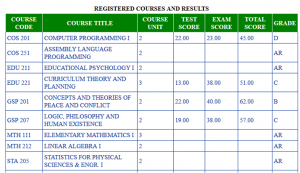 REGISTERED COURSES AND RESULTS
COURSE CODE COURSE TITLE COURSE UNIT TEST SCORE EXAM SCORE TOTAL SCORE GRADE
COS 201 COMPUTER PROGRAMMING I 2 22.00 23.00 45.00 D
COS 251 ASSEMBLY LANGUAGE PROGRAMMING 2 AR
EDU 211 EDUCATIONAL PSYCHOLOGY I 2 AR
EDU 221 CURRICULUM THEORY AND PLANNING 3 13.00 38.00 51.00 C
GSP 201 CONCEPTS AND THEORIES OF PEACE AND CONFLICT 2 22.00 40.00 62.00 B
GSP 207 LOGIC, PHILOSOPHY AND HUMAN EXISTENCE 2 19.00 38.00 57.00 C
MTH 111 ELEMENTARY MATHEMATICS I 3 AR
MTH 212 LINEAR ALGEBRA I 2 AR
STA 205 STATISTICS FOR PHYSICAL SCIENCES & ENGR. I 2 AR